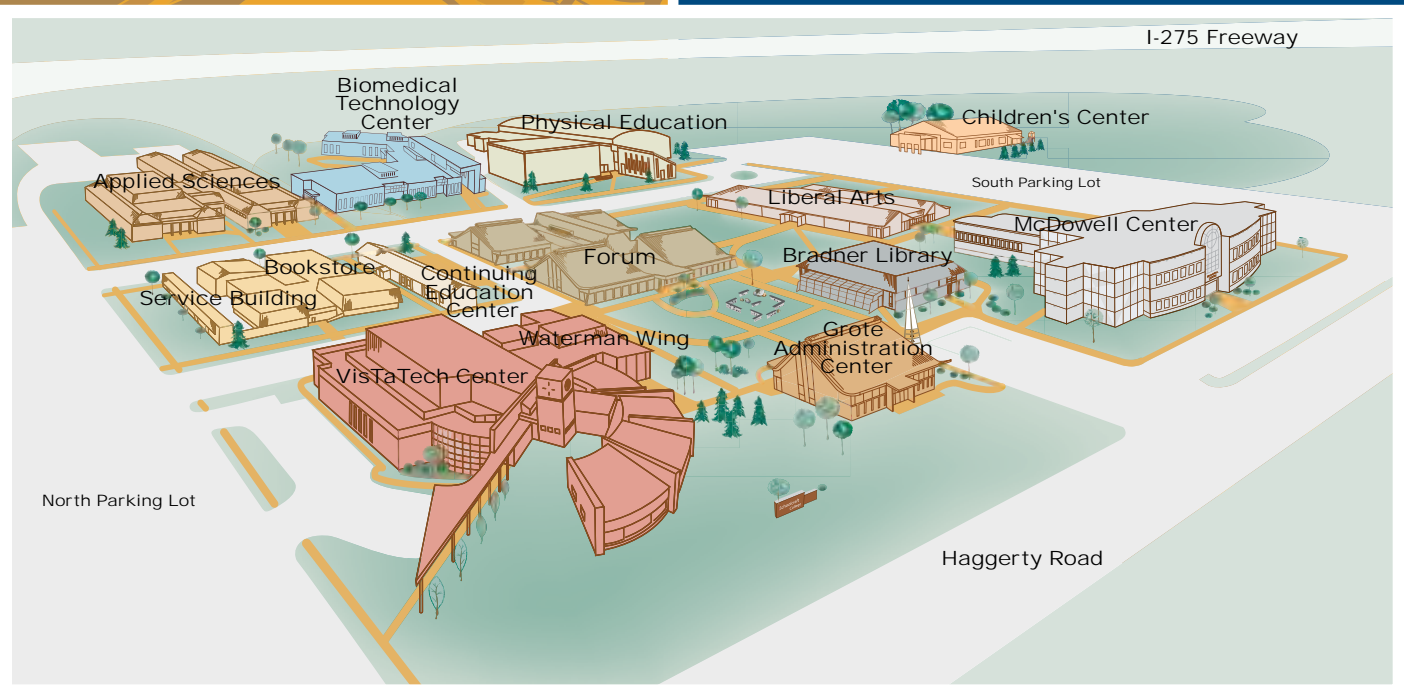 I-275 Freeway
Biomedical
Technology
Center
Physical Education
Children's Center
Applied Sciences
South Parking Lot
Liberal Arts
McDowell Center
Forum
Bradner Library
Bookstore
Continuing
Education
Center
Service Building
Waterman Wing
Grote
Administration
Center
VisTaTech Center
North Parking Lot
Haggerty Road